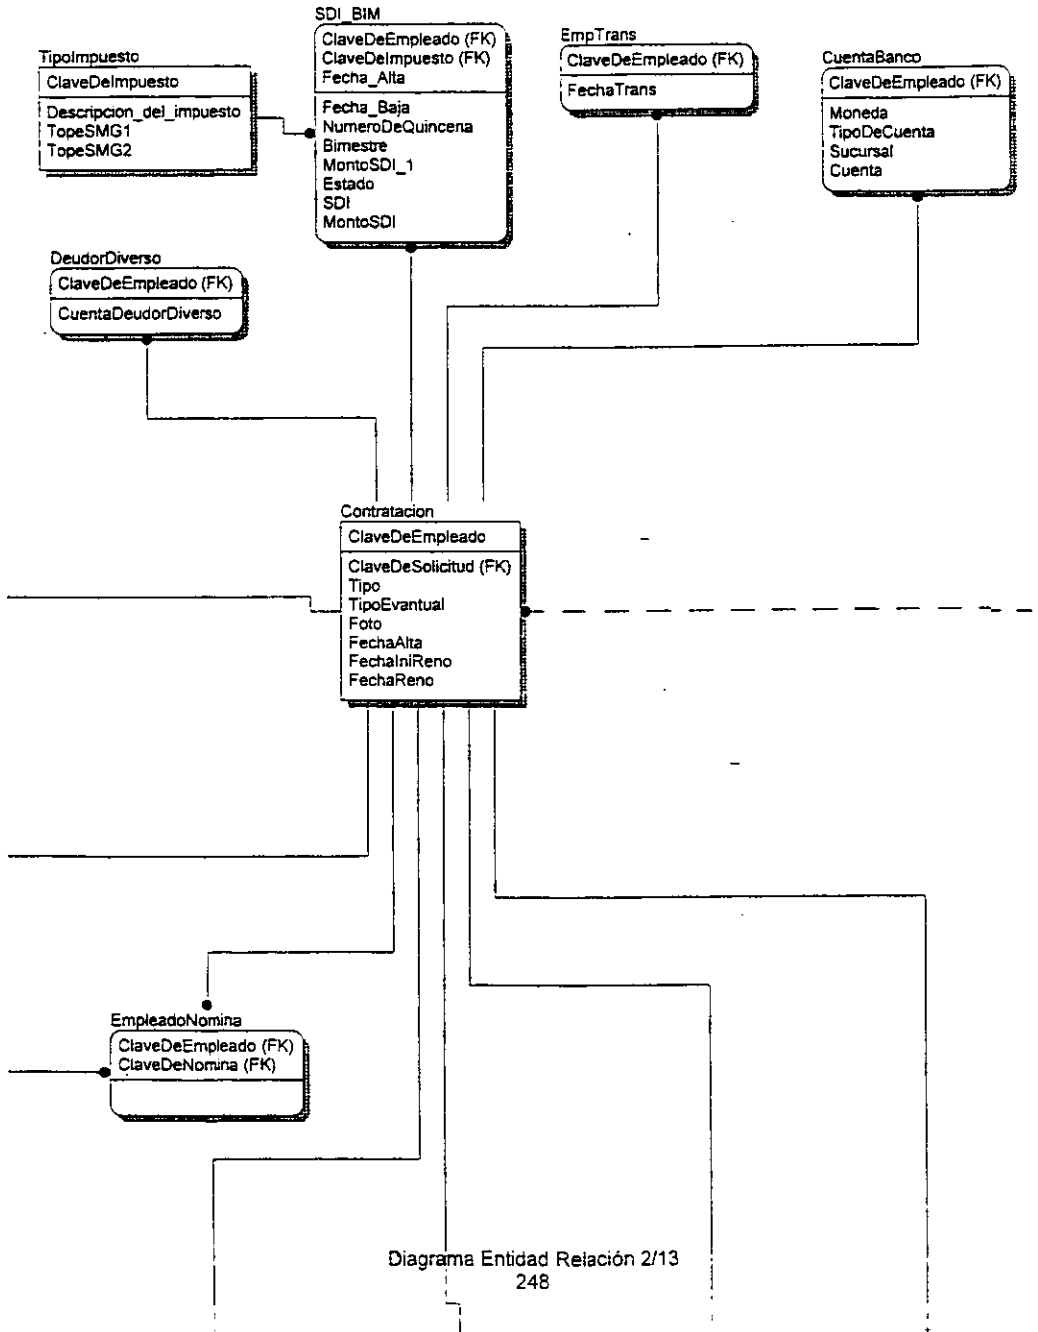 SDI_BIM
ClaveDeEmpleado (FK)
ClaveDeImpuesto (FK)
Fecha_Alta
Fecha_Baja
NumeroDeQuincena
Bimestre
MontoSDI_1
Estado
SDI
MontoSDI
EmpTrans
ClaveDeEmpleado (FK)
FechaTrans
CuentaBanco
ClaveDeEmpleado (FK)
Moneda
TipoDeCuenta
Sucursal
Cuenta
TipoImpuesto
ClaveDeImpuesto
Descripcion_del_impuesto
TopeSMG1
TopeSMG2
DeudorDiverso
ClaveDeEmpleado (FK)
CuentaDeudorDiverso
Contratacion
ClaveDeEmpleado
ClaveDeSolicitud (FK)
Tipo
TipoEvantual
Foto
FechaAlta
FechaIniReno
FechaReno
EmpleadoNomina
ClaveDeEmpleado (FK)
ClaveDeNomina (FK)
Diagrama Entidad Relación 2/13
248